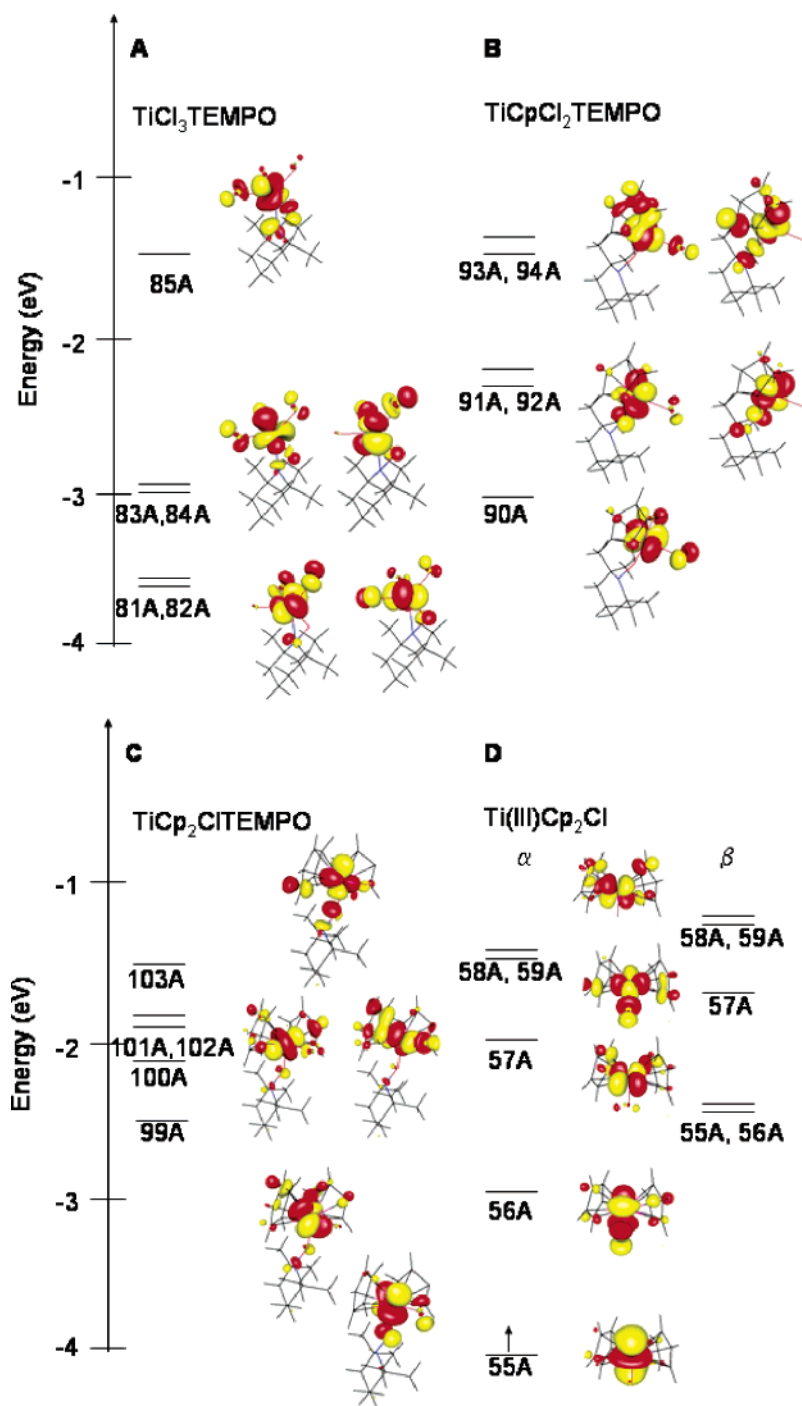 A
B
TiCl3TEMPO
TiCpCl2TEMPO
-1
85A
93A, 94A
Energy (eV)
-2
91A, 92A
-3
83A,84A
90A
81A,82A
-4
C
D
TiCp2ClTEMPO
Ti(III)Cp2Cl
α
β
-1
58A, 59A
103A
58A, 59A
57A
Energy (eV)
-2
101A,102A
57A
100A
99A
55A, 56A
-3
56A
-4
55A